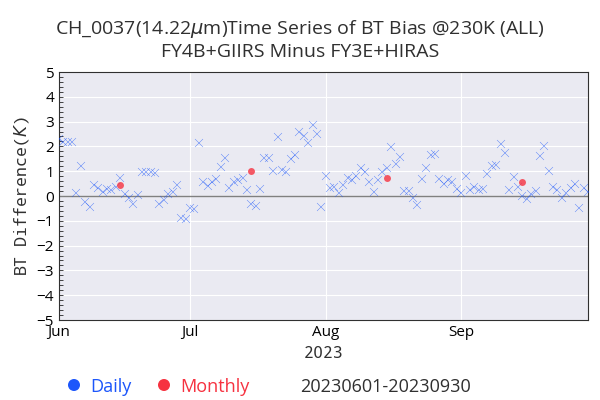 CH_0037(14.22μm)Time Series of BT Bias @230K (ALL)
FY4B+GIIRS Minus FY3E+HIRAS
BT Difference(K)
5
4
3
2
1
0
−1
−2
−3
−4
−5
Jun Jul Aug Sep
2023
Daily Monthly 20230601-20230930